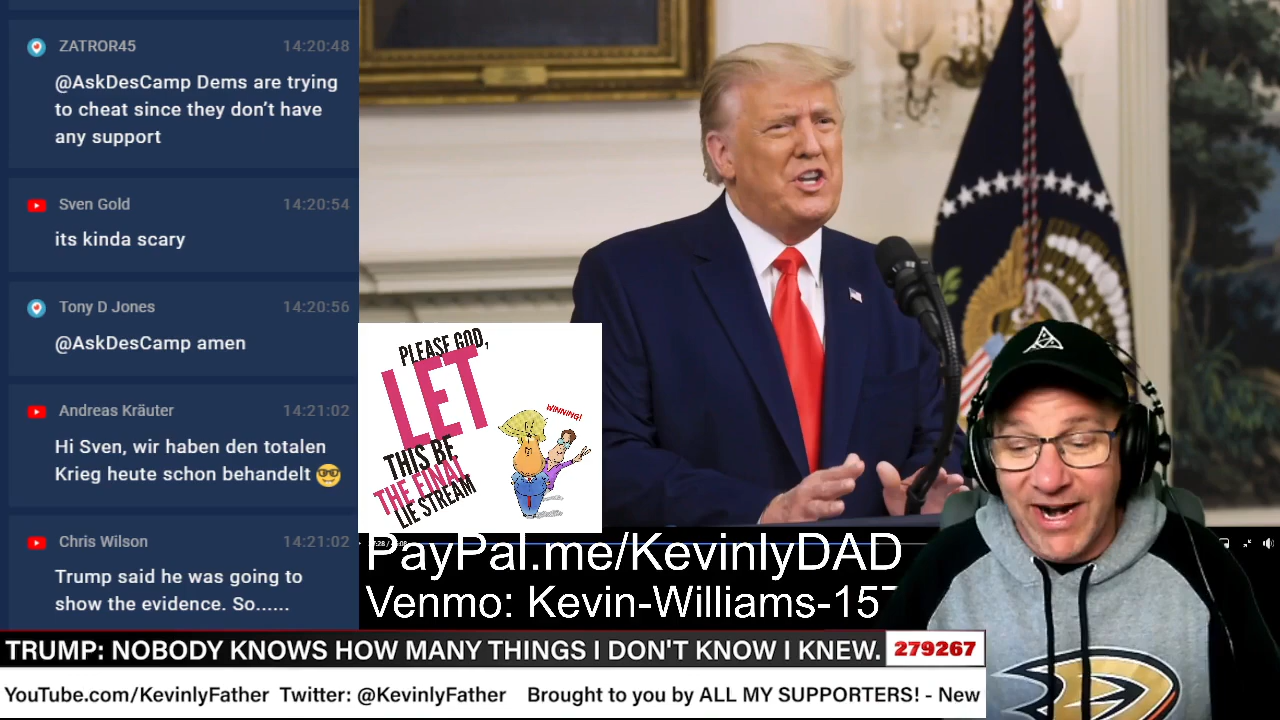 ZATROR45 14:20:48
@AskDesCamp Dems are trying
to cheat since they don’t have
any support
Sven Gold 14:20:54
its kinda scary
Tony D Jones 14:20:56
@AskDesCamp amen
Andreas Kräuter 14:21:02
Hi Sven, wir haben den totalen
Krieg heute schon behandelt 🤓
Chris Wilson 14:21:02
Trump said he was going to
show the evidence. So......
PLEASE GOD,
LET
THIS BE
THE FINAL
LIE STREAM
WINNING!
PayPal.me/KevinlyDAD
Venmo: Kevin-Williams-157
TRUMP: NOBODY KNOWS HOW MANY THINGS I DON'T KNOW I KNEW. 279267
YouTube.com/KevinlyFather Twitter: @KevinlyFather Brought to you by ALL MY SUPPORTERS! - New